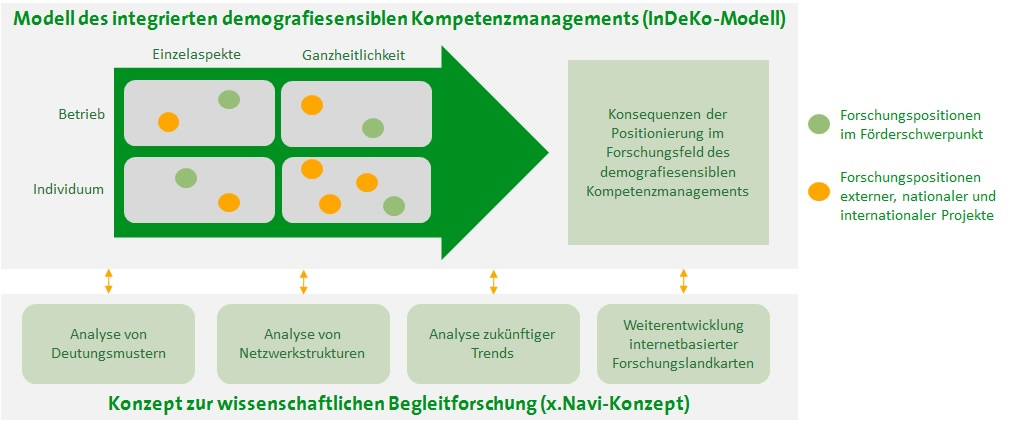 Modell des integrierten demografiesensiblen Kompetenzmanagements (InDeKo-Modell)
Einzelaspekte
Ganzheitlichkeit
Betrieb
Individuum
Konsequenzen der
Positionierung im
Forschungsfeld des
demografiesensiblen
Kompetenzmanagements
Forschungspositionen
im Förderschwerpunkt
Forschungspositionen
externer, nationaler und
internationaler Projekte
Analyse von
Deutungsmustern
Analyse von
Netzwerkstrukturen
Analyse zukünftiger
Trends
Weiterentwicklung
internetbasierter
Forschungslandkarten
Konzept zur wissenschaftlichen Begleitforschung (x.Navi-Konzept)